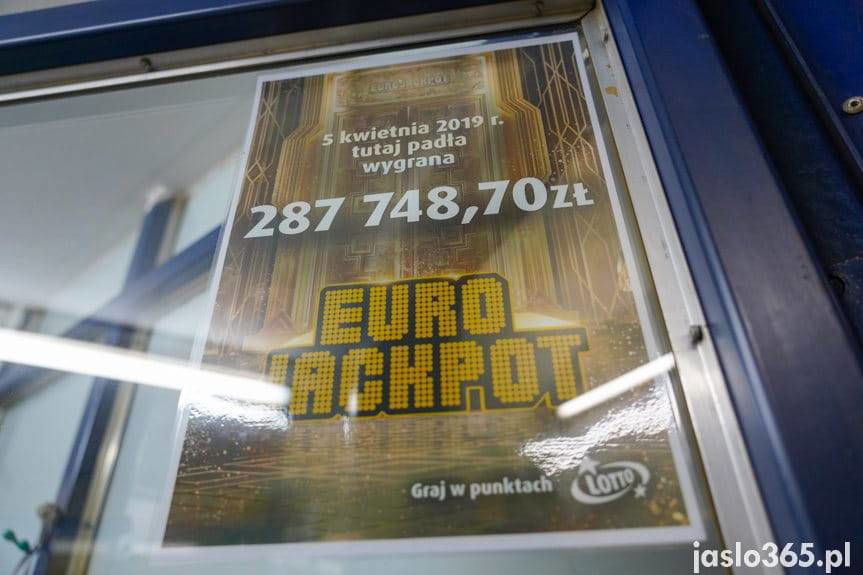 EUROJACKPOT
5 kwietnia 2019 r.
tutaj padła
wygrana
287 748,70zł
EURO
JACKPOT
Graj w punktach
LOTTO
jaslo365.pl